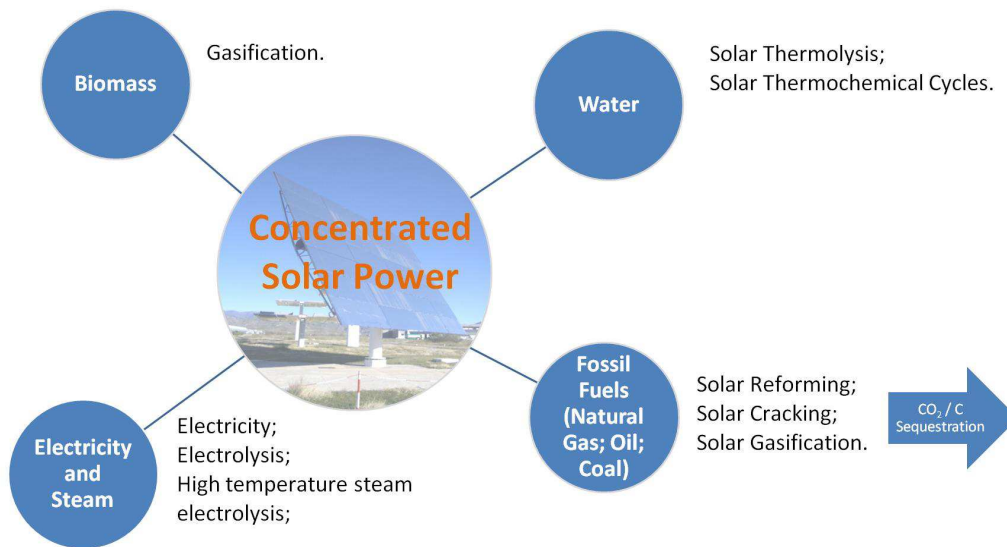 Biomass
Gasification.
Water
Solar Thermolysis;
Solar Thermochemical Cycles.
Concentrated
Solar Power
Electricity
and
Steam
Electricity;
Electrolysis;
High temperature steam
electrolysis;
Fossil
Fuels
(Natural
Gas; Oil;
Coal)
Solar Reforming;
Solar Cracking;
Solar Gasification.
CO₂ / C
Sequestration